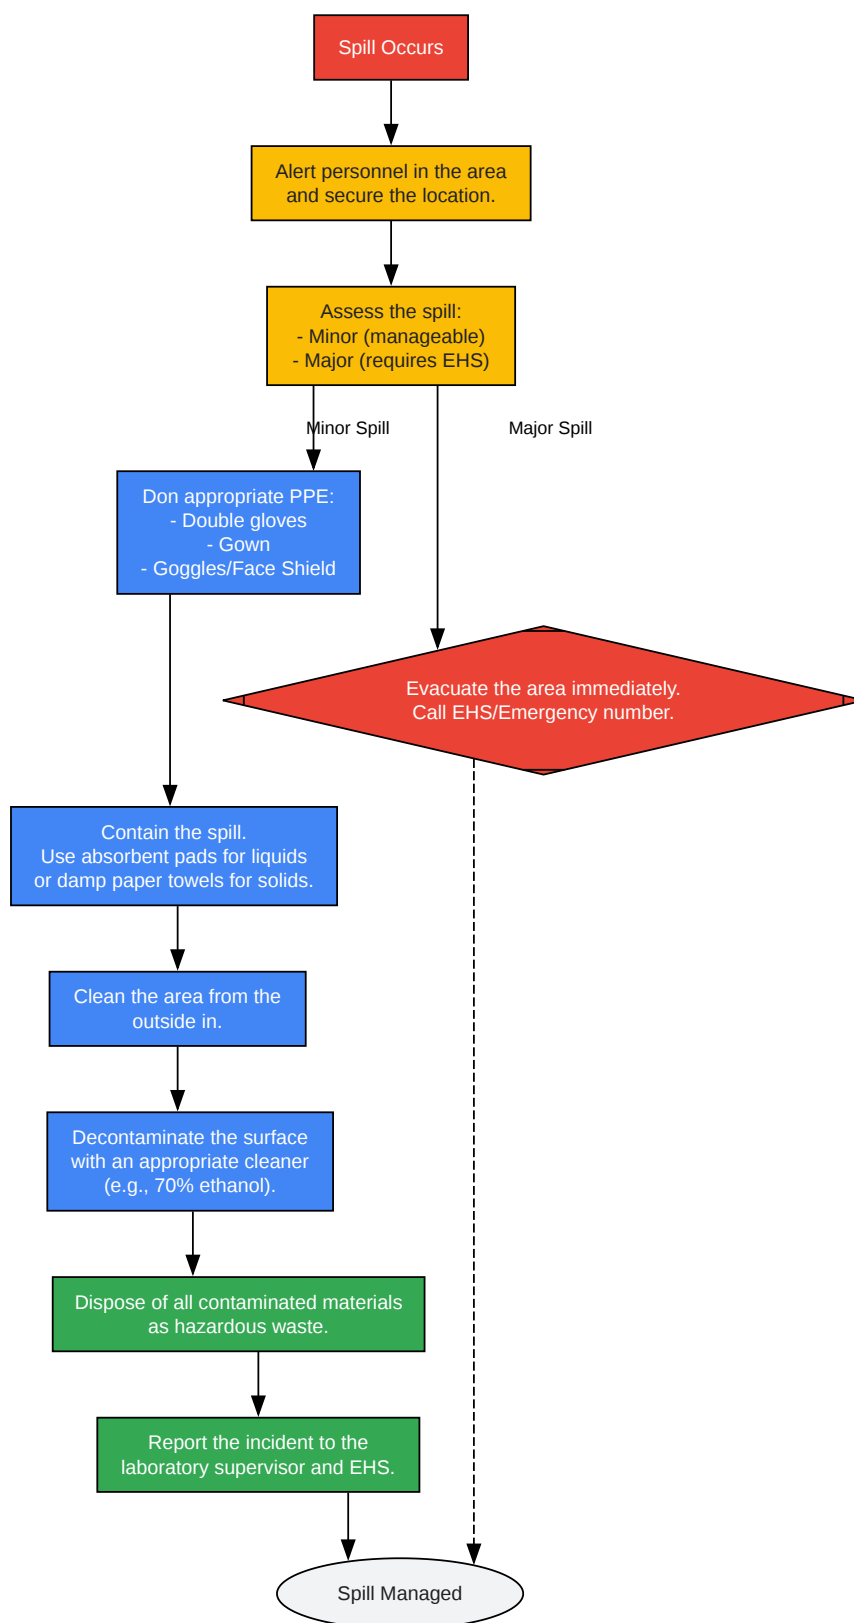 Spill Occurs
Alert personnel in the area
and secure the location.
Assess the spill:
- Minor (manageable)
- Major (requires EHS)
Minor Spill
Major Spill
Don appropriate PPE:
- Double gloves
- Gown
- Goggles/Face Shield
Evacuate the area immediately.
Call EHS/Emergency number.
Contain the spill.
Use absorbent pads for liquids
or damp paper towels for solids.
Clean the area from the
outside in.
Decontaminate the surface
with an appropriate cleaner
(e.g., 70% ethanol).
Dispose of all contaminated materials
as hazardous waste.
Report the incident to the
laboratory supervisor and EHS.
Spill Managed